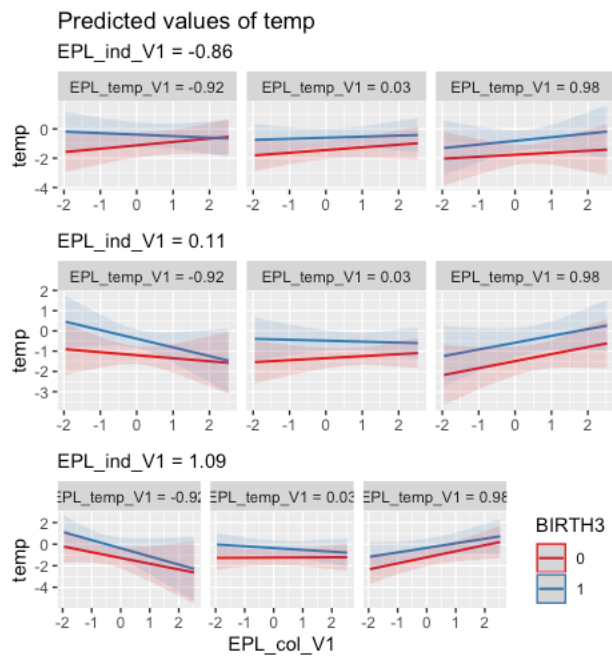 Predicted values of temp
EPL_ind_V1 = -0.86
EPL_temp_V1 = -0.92 EPL_temp_V1 = 0.03 EPL_temp_V1 = 0.98
temp
0
-2
-4
-2 -1 0 1 2 -2 -1 0 1 2 -2 -1 0 1 2
EPL_ind_V1 = 0.11
EPL_temp_V1 = -0.92 EPL_temp_V1 = 0.03 EPL_temp_V1 = 0.98
temp
2
1
0
-1
-2
-3
-2 -1 0 1 2 -2 -1 0 1 2 -2 -1 0 1 2
EPL_ind_V1 = 1.09
EPL_temp_V1 = -0.92 EPL_temp_V1 = 0.03 EPL_temp_V1 = 0.98
temp
2
0
-2
-4
-2 -1 0 1 2 -2 -1 0 1 2 -2 -1 0 1 2
EPL_col_V1
BIRTH3
0
1